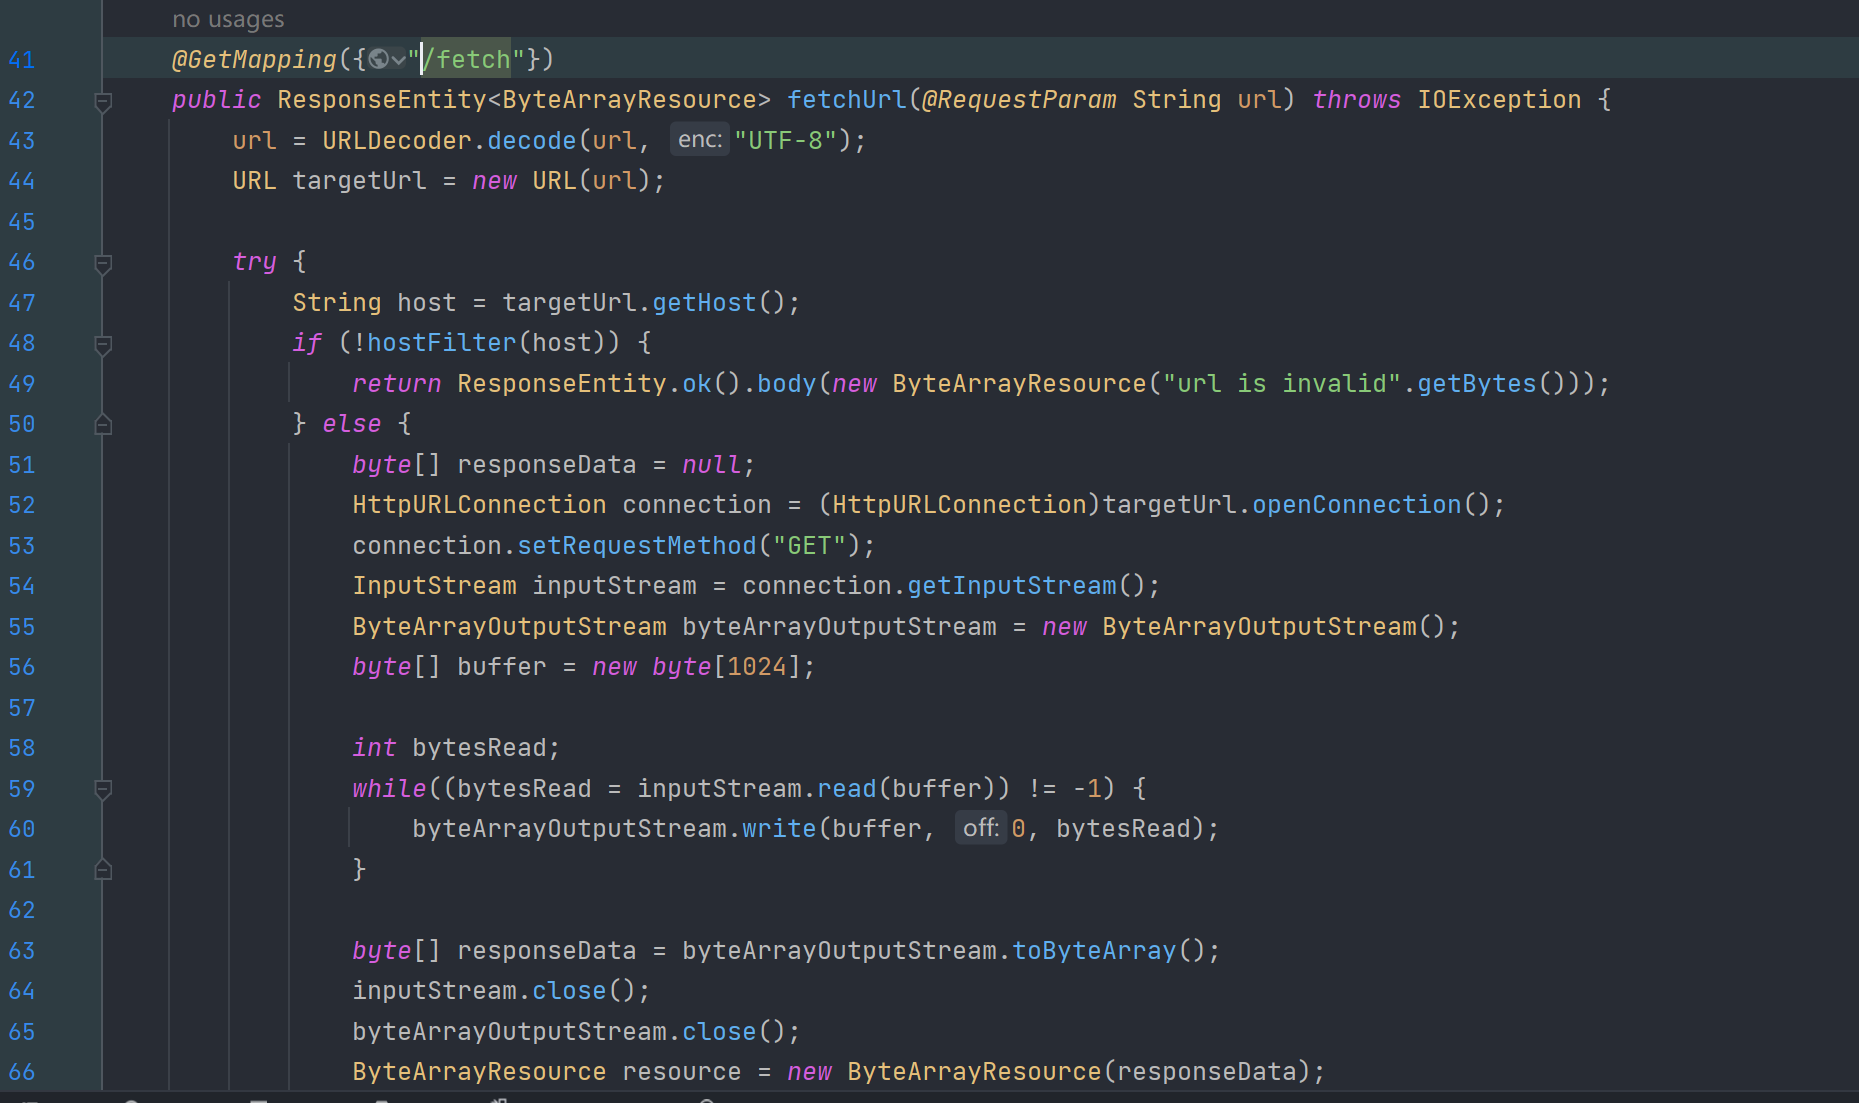 no usages
41 @GetMapping({"/fetch"})
42 public ResponseEntity<ByteArrayResource> fetchUrl(@RequestParam String url) throws IOException {
43 url = URLDecoder.decode(url, enc: "UTF-8");
44 URL targetUrl = new URL(url);
45
46 try {
47 String host = targetUrl.getHost();
48 if (!hostFilter(host)) {
49 return ResponseEntity.ok().body(new ByteArrayResource("url is invalid".getBytes()));
50 } else {
51 byte[] responseData = null;
52 HttpURLConnection connection = (HttpURLConnection)targetUrl.openConnection();
53 connection.setRequestMethod("GET");
54 InputStream inputStream = connection.getInputStream();
55 ByteArrayOutputStream byteArrayOutputStream = new ByteArrayOutputStream();
56 byte[] buffer = new byte[1024];
57
58 int bytesRead;
59 while((bytesRead = inputStream.read(buffer)) != -1) {
60 byteArrayOutputStream.write(buffer, off: 0, bytesRead);
61 }
62
63 byte[] responseData = byteArrayOutputStream.toByteArray();
64 inputStream.close();
65 byteArrayOutputStream.close();
66 ByteArrayResource resource = new ByteArrayResource(responseData);